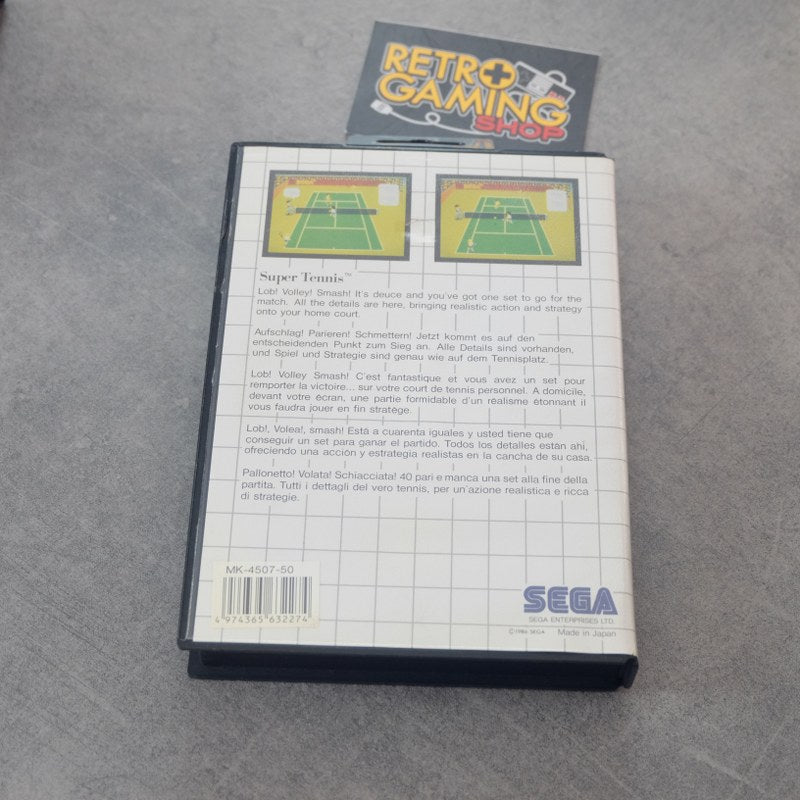 RETRO
GAMING
SHOP
Super Tennis™
Lob! Volley! Smash! It's deuce and you've got one set to go for the
match. All the details are here, bringing realistic action and strategy
onto your home court.
Aufschlag! Parieren! Schmettern! Jetzt kommt es auf den
entscheidenden Punkt zum Sieg an. Alle Details sind vorhanden,
und Spiel und Strategie sind genau wie auf dem Tennisplatz.
Lob! Volley Smash! C'est fantastique et vous avez un set pour
remporter la victoire... sur votre court de tennis personnel. A domicile,
devant votre écran, une partie formidable d'un réalisme étonnant il
vous faudra jouer en fin stratège.
Lob!, Volea!, smash! Está a cuarenta iguales y usted tiene que
conseguir un set para ganar el partido. Todos los detalles están ahi,
ofreciendo una acción y estrategia realistas en la cancha de su casa.
Pallonetto! Volata! Schiacciata! 40 pari e manca una set alla fine della
partita. Tutti i dettagli del vero tennis, per un'azione realistica e ricca
di strategie.
MK-4507-50
4 974365 632274
SEGA
SEGA ENTERPRISES LTD.
©1986 SEGA Made in Japan